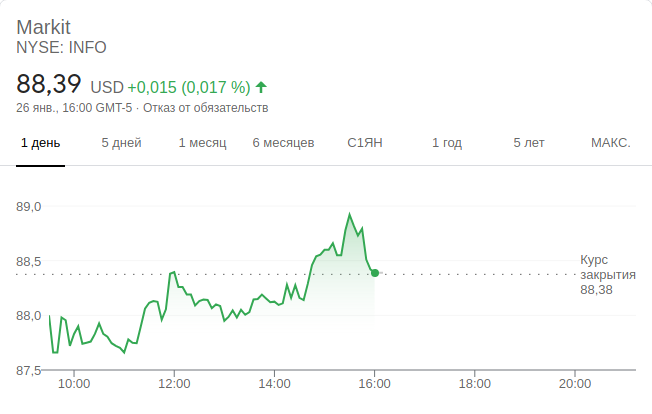 Markit
NYSE: INFO
88,39 USD +0,015 (0,017 %)
26 янв., 16:00 GMT-5 · Отказ от обязательств
1 день 5 дней 1 месяц 6 месяцев С1ЯН 1 год 5 лет МАКС.
89,0
88,5
Курс
закрытия
88,38
88,0
87,5
10:00 12:00 14:00 16:00 18:00 20:00